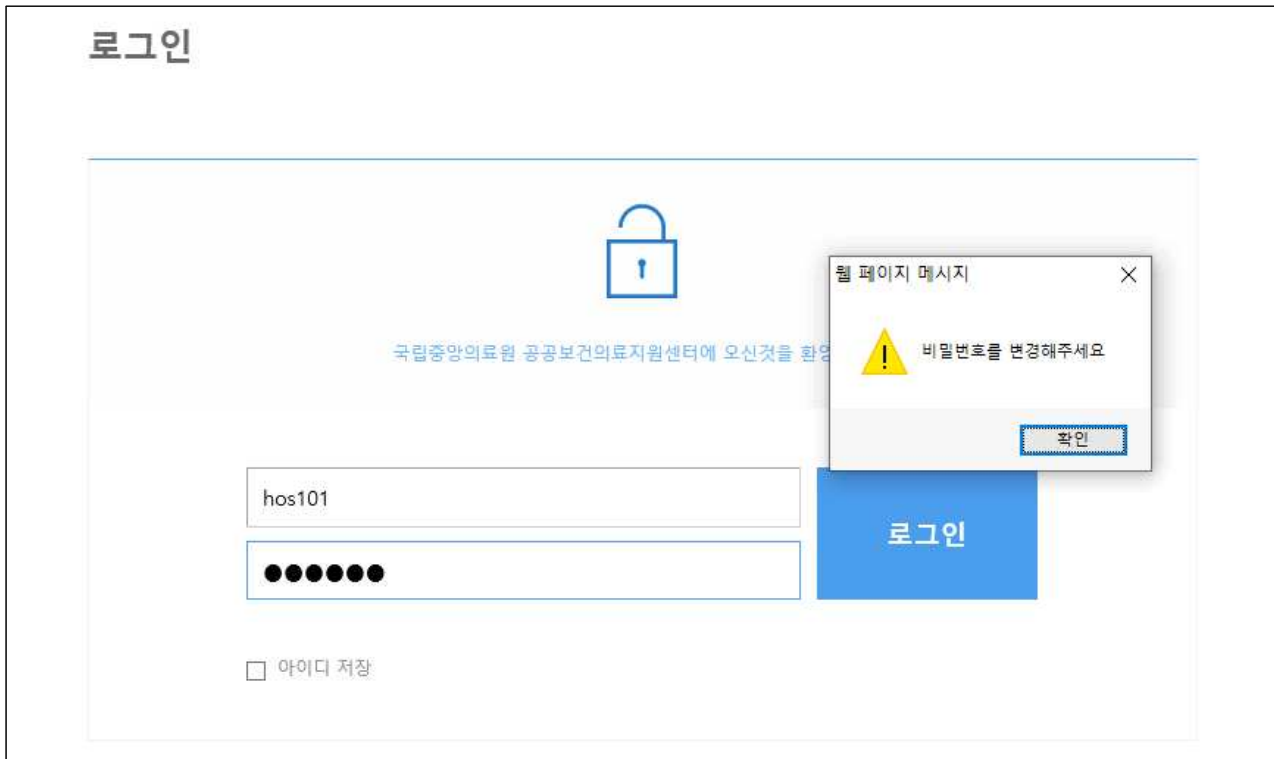 로그인
국립중앙의료원 공공보건의료지원센터에 오신것을
웹 페이지 메시지
비밀번호를 변경해주세요
확인
hos101
●●●●●●
로그인
아이디 저장